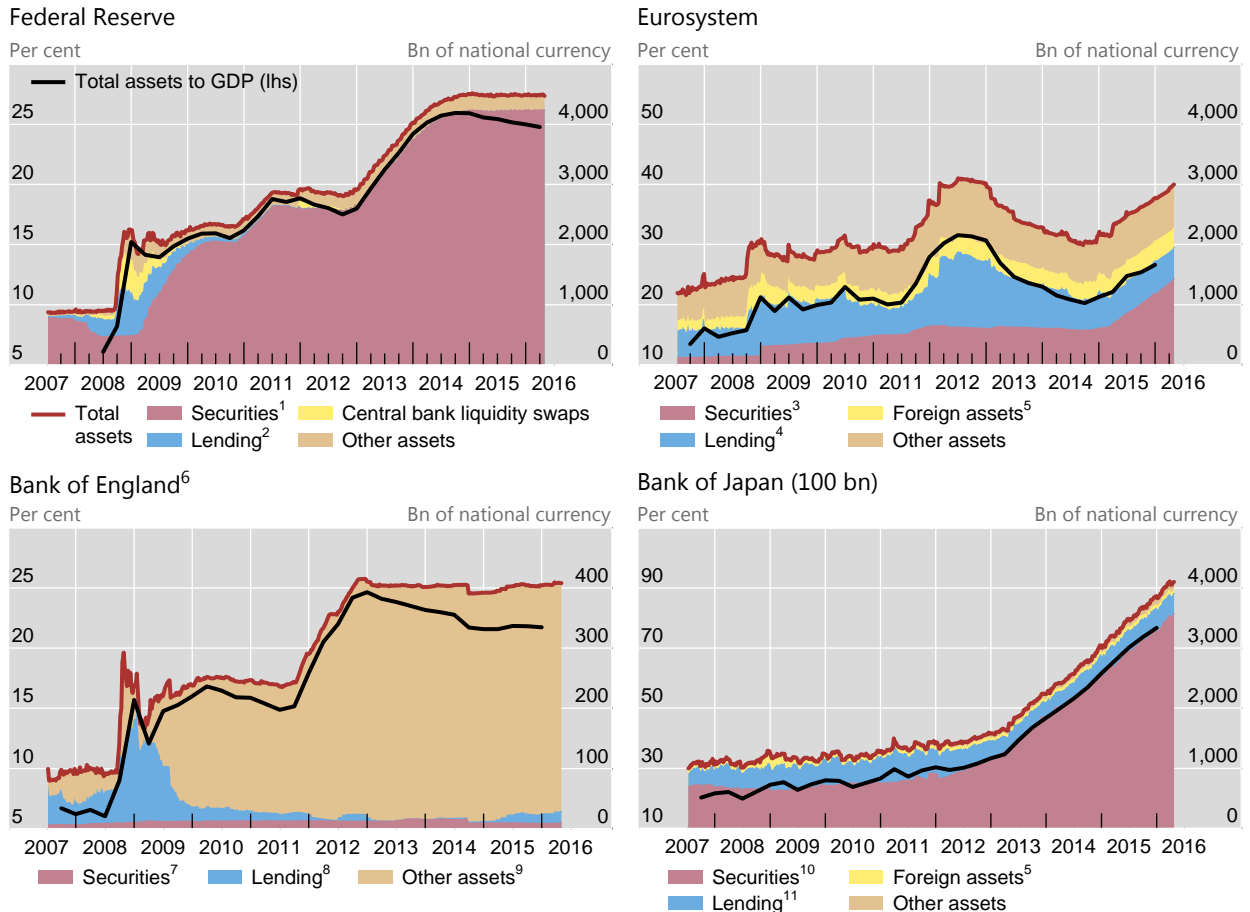 Federal Reserve
Per cent Bn of national currency
Total assets to GDP (lhs)
25 4,000
20 3,000
15 2,000
10 1,000
5 0
2007 2008 2009 2010 2011 2012 2013 2014 2015 2016
Total assets
Securities¹ Central bank liquidity swaps
Lending² Other assets
Eurosystem
Per cent Bn of national currency
50 4,000
40 3,000
30 2,000
20 1,000
10 0
2007 2008 2009 2010 2011 2012 2013 2014 2015 2016
Securities³ Foreign assets⁵
Lending⁴ Other assets
Bank of England⁶
Per cent Bn of national currency
25 400
20 300
15 200
10 100
5 0
2007 2008 2009 2010 2011 2012 2013 2014 2015 2016
Securities⁷ Lending⁸ Other assets⁹
Bank of Japan (100 bn)
Per cent Bn of national currency
90 4,000
70 3,000
50 2,000
30 1,000
10 0
2007 2008 2009 2010 2011 2012 2013 2014 2015 2016
Securities¹⁰ Foreign assets⁵
Lending¹¹ Other assets